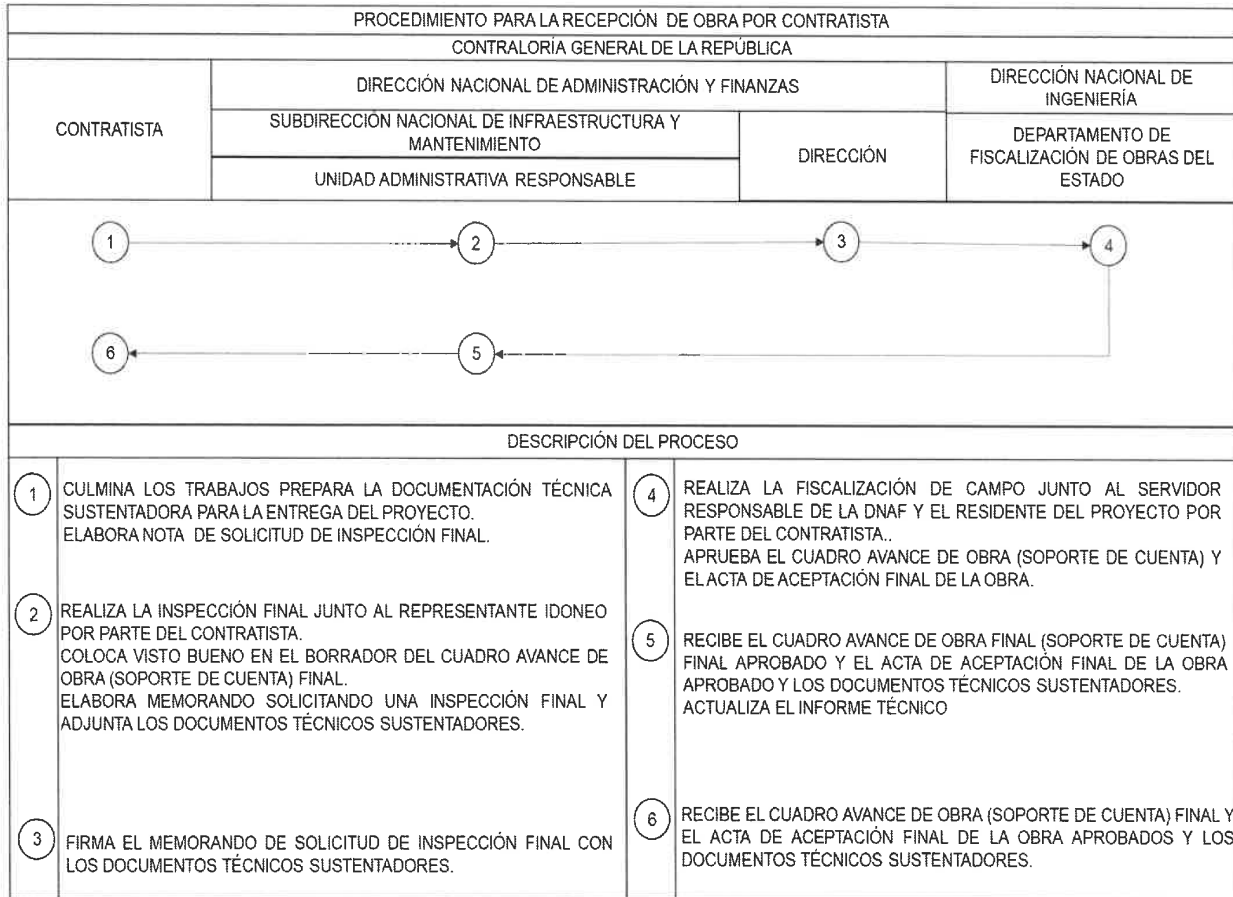 PROCEDIMIENTO PARA LA RECEPCIÓN DE OBRA POR CONTRATISTA
CONTRALORÍA GENERAL DE LA REPÚBLICA
CONTRATISTA
DIRECCIÓN NACIONAL DE ADMINISTRACIÓN Y FINANZAS
SUBDIRECCIÓN NACIONAL DE INFRAESTRUCTURA Y
MANTENIMIENTO
UNIDAD ADMINISTRATIVA RESPONSABLE
DIRECCIÓN
DIRECCIÓN NACIONAL DE
INGENIERÍA
DEPARTAMENTO DE
FISCALIZACIÓN DE OBRAS DEL
ESTADO
1
2
3
4
6
5
DESCRIPCIÓN DEL PROCESO
1
CULMINA LOS TRABAJOS PREPARA LA DOCUMENTACIÓN TÉCNICA
SUSTENTADORA PARA LA ENTREGA DEL PROYECTO.
ELABORA NOTA DE SOLICITUD DE INSPECCIÓN FINAL.
2
REALIZA LA INSPECCIÓN FINAL JUNTO AL REPRESENTANTE IDONEO
POR PARTE DEL CONTRATISTA.
COLOCA VISTO BUENO EN EL BORRADOR DEL CUADRO AVANCE DE
OBRA (SOPORTE DE CUENTA) FINAL.
ELABORA MEMORANDO SOLICITANDO UNA INSPECCIÓN FINAL Y
ADJUNTA LOS DOCUMENTOS TÉCNICOS SUSTENTADORES.
3
FIRMA EL MEMORANDO DE SOLICITUD DE INSPECCIÓN FINAL CON
LOS DOCUMENTOS TÉCNICOS SUSTENTADORES.
4
REALIZA LA FISCALIZACIÓN DE CAMPO JUNTO AL SERVIDOR
RESPONSABLE DE LA DNAF Y EL RESIDENTE DEL PROYECTO POR
PARTE DEL CONTRATISTA..
APRUEBA EL CUADRO AVANCE DE OBRA (SOPORTE DE CUENTA) Y
EL ACTA DE ACEPTACIÓN FINAL DE LA OBRA.
5
RECIBE EL CUADRO AVANCE DE OBRA FINAL (SOPORTE DE CUENTA)
FINAL APROBADO Y EL ACTA DE ACEPTACIÓN FINAL DE LA OBRA
APROBADO Y LOS DOCUMENTOS TÉCNICOS SUSTENTADORES.
ACTUALIZA EL INFORME TÉCNICO
6
RECIBE EL CUADRO AVANCE DE OBRA (SOPORTE DE CUENTA) FINAL Y
EL ACTA DE ACEPTACIÓN FINAL DE LA OBRA APROBADOS Y LOS
DOCUMENTOS TÉCNICOS SUSTENTADORES.